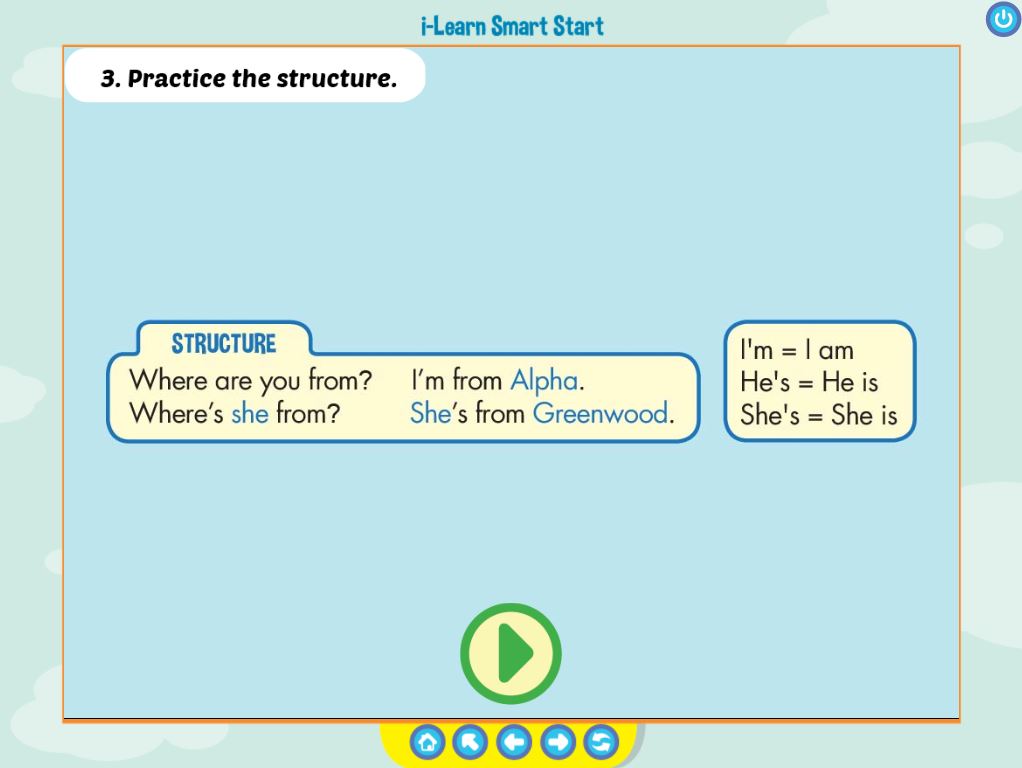 i-Learn Smart Start
3. Practice the structure.
STRUCTURE
Where are you from? I'm from Alpha.
Where's she from? She's from Greenwood.
I'm = I am
He's = He is
She's = She is